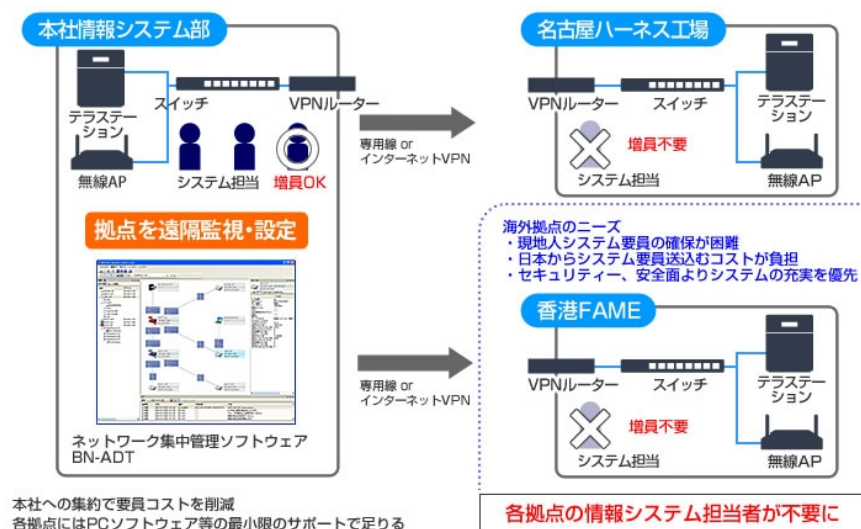 本社情報システム部
テラステー
ション
スイッチ
VPNルーター
無線AP
システム担当
増員OK
拠点を遠隔監視・設定
ネットワーク集中管理ソフトウェア
BN-ADT
専用線 or
インターネットVPN
専用線 or
インターネットVPN
名古屋ハーネス工場
VPNルーター
スイッチ
テラステー
ション
増員不要
システム担当
無線AP
海外拠点のニーズ
・現地人システム要員の確保が困難
・日本からシステム要員送込むコストが負担
・セキュリティー、安全面よりシステムの充実を優先
香港FAME
VPNルーター
スイッチ
テラステー
ション
増員不要
システム担当
無線AP
本社への集約で要員コストを削減
各拠点にはPCソフトウェア等の最小限のサポートで足りる
各拠点の情報システム担当者が不要に